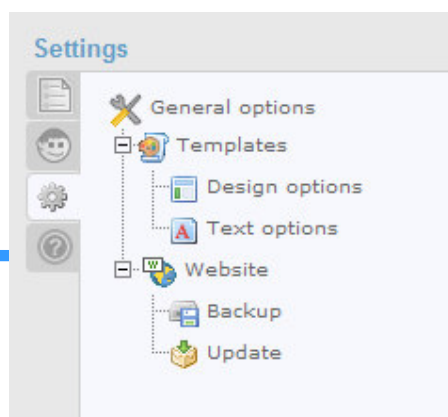 Settings
General options
Templates
Design options
A Text options
W Website
Backup
Update